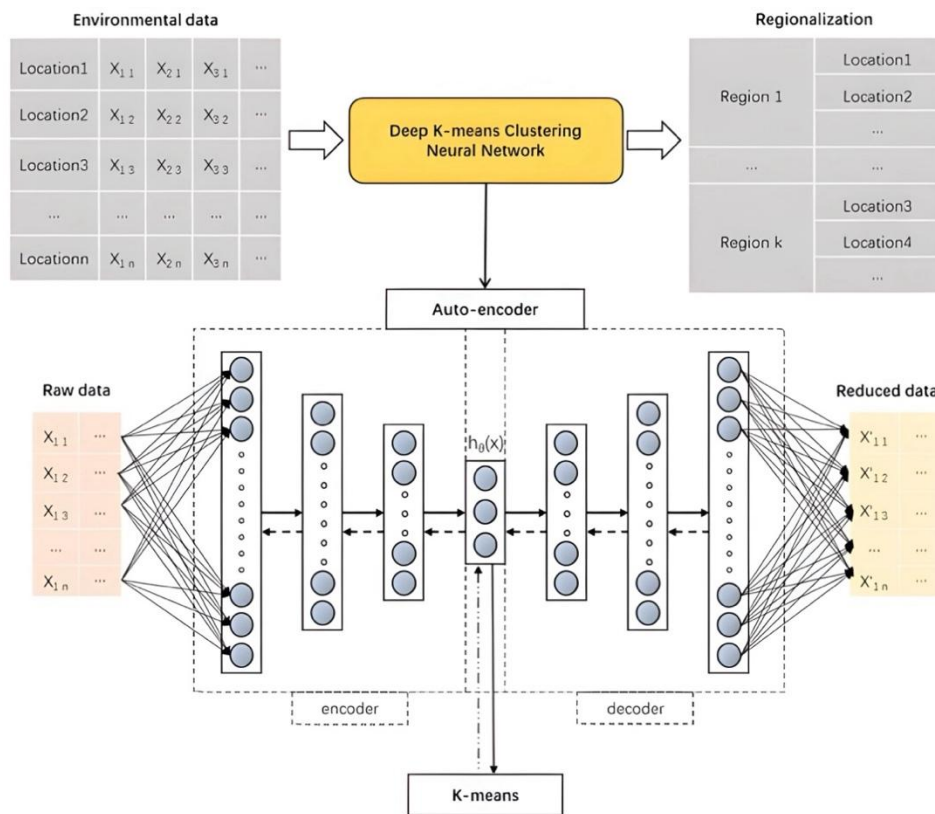 Environmental data
Regionalization
Location1 X1 1 X2 1 X3 1 ...
Location2 X1 2 X2 2 X3 2 ...
Location3 X1 3 X2 3 X3 3 ...
... ... ... ... ...
Locationn X1 n X2 n X3 n ...
Deep K-means Clustering
Neural Network
Region 1
Location1
Location2
...
... ...
Region k
Location3
Location4
...
Auto-encoder
Raw data
X1 1 ...
X1 2 ...
X1 3 ...
... ...
X1 n ...
hθ(x)
Reduced data
X'1 1 ...
X'1 2 ...
X'1 3 ...
... ...
X'1 n ...
encoder
decoder
K-means